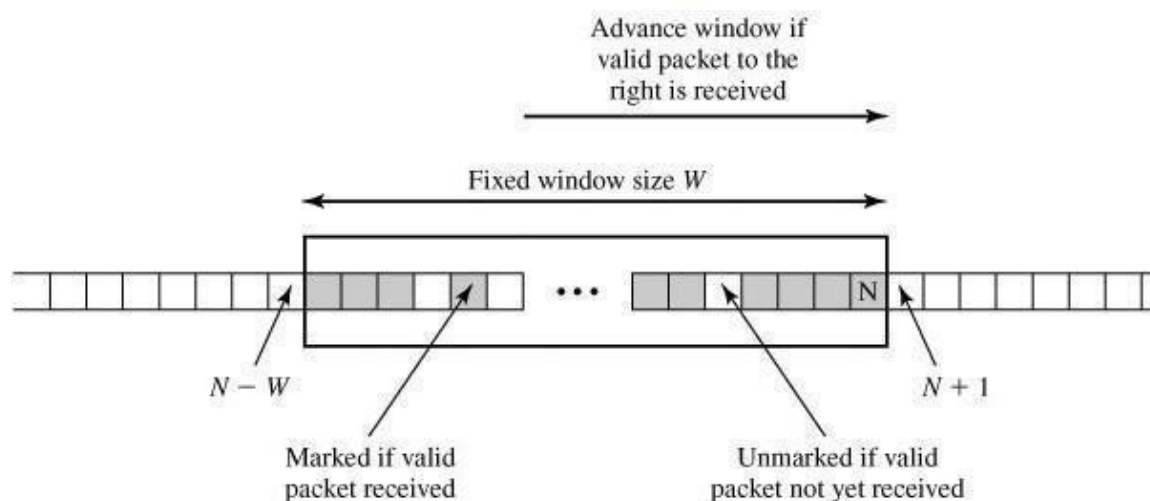 Advance window if
valid packet to the
right is received
Fixed window size W
N
N – W
N + 1
Marked if valid
packet received
Unmarked if valid
packet not yet received